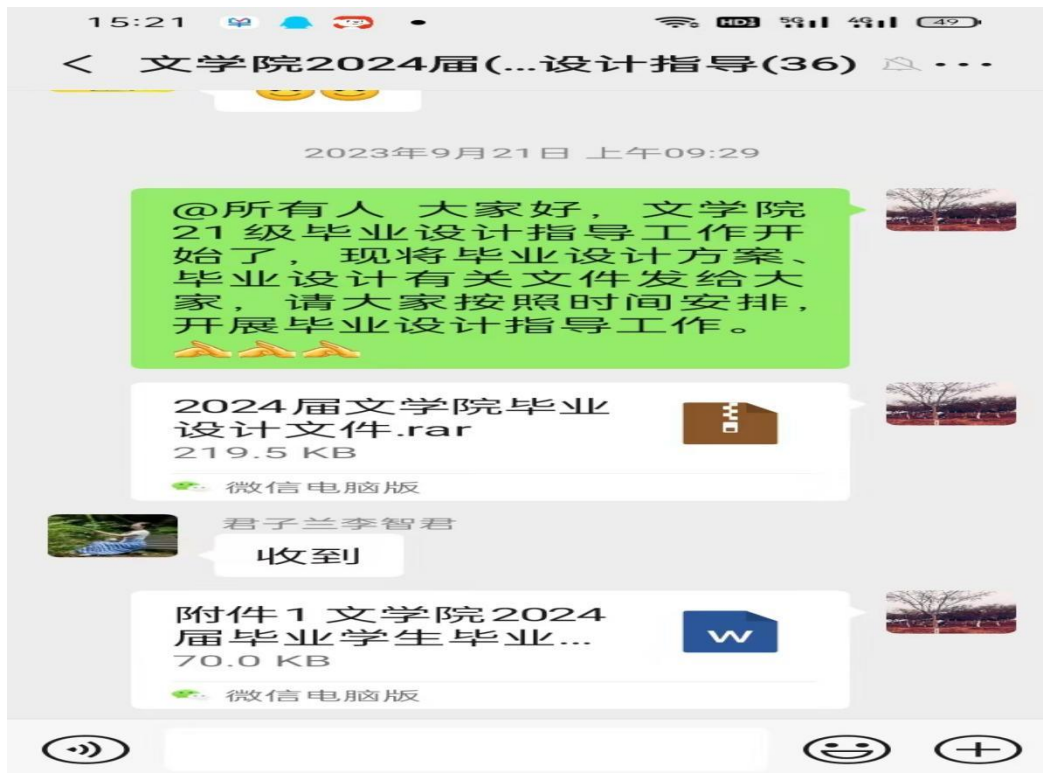 15:21 HD 5G 4G 49
文学院2024届(...设计指导(36)
2023年9月21日 上午09:29
@所有人 大家好，文学院
21 级毕业设计指导工作开
始了，现将毕业设计方案、
毕业设计有关文件发给大
家，请大家按照时间安排，
开展毕业设计指导工作。
2024届文学院毕业
设计文件.rar
219.5 KB
微信电脑版
君子兰李智君
收到
附件1 文学院2024
届毕业学生毕业...
70.0 KB
W
微信电脑版